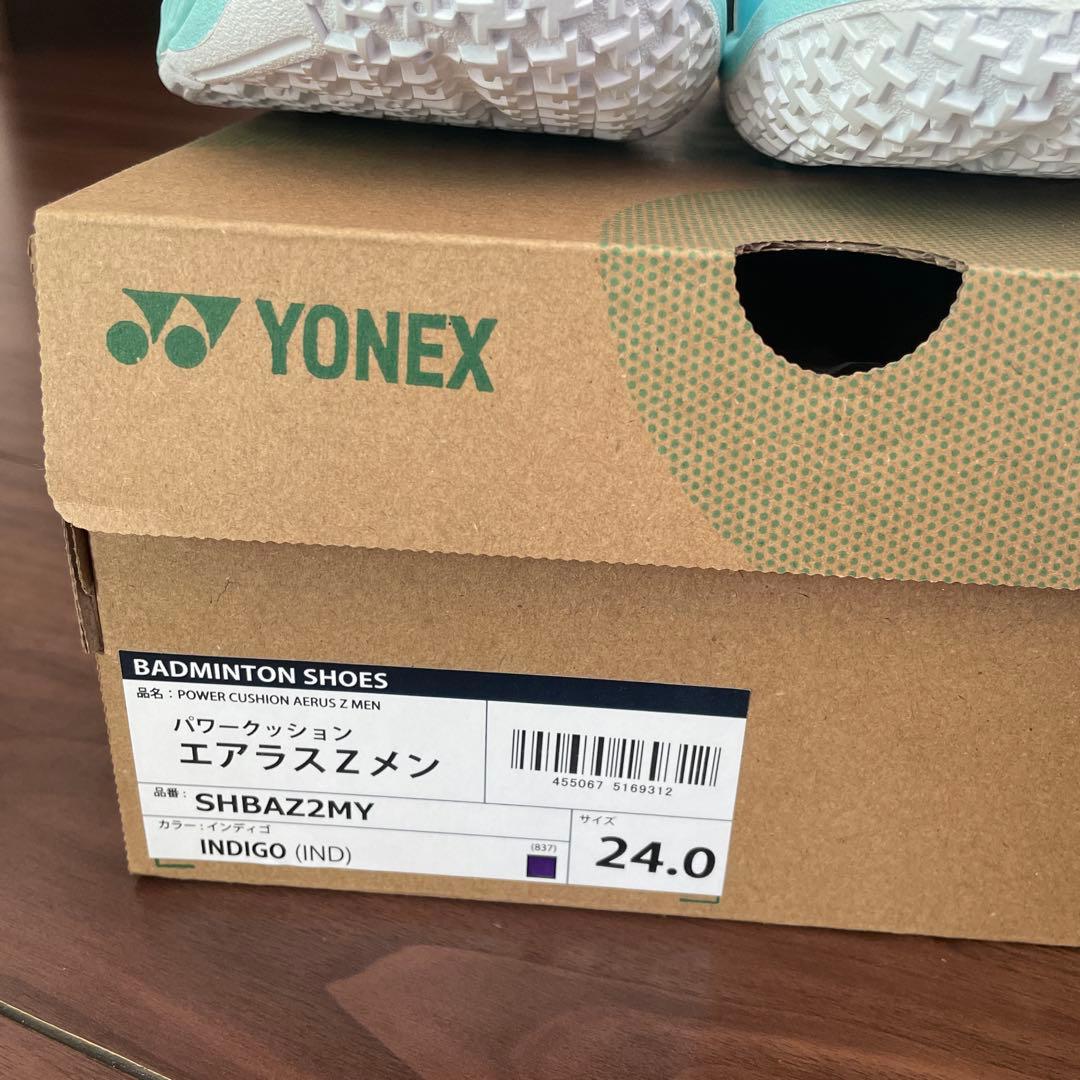 YONEX
BADMINTON SHOES
品名：POWER CUSHION AERUS Z MEN
パワークッション
エアラスZメン
455067 5169312
品番：SHBAZ2MY
カラー：インディゴ
INDIGO (IND)
(837)
サイズ
24.0